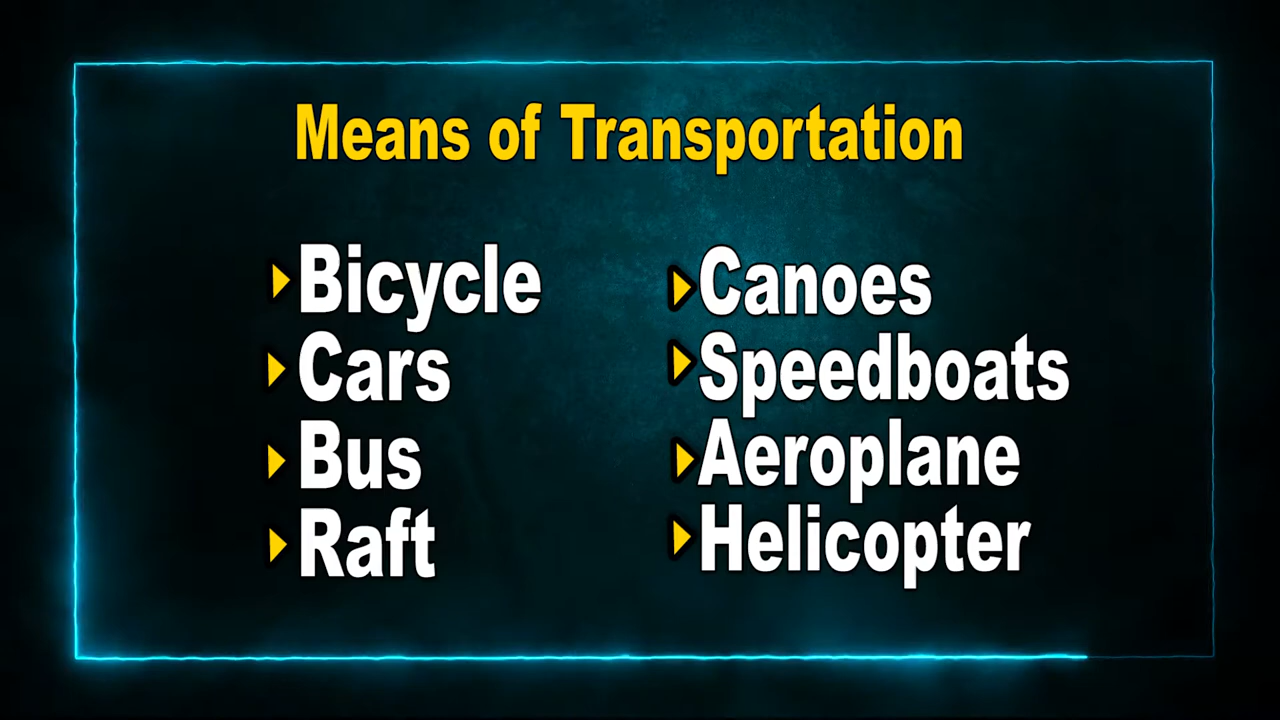 Means of Transportation
Bicycle
Cars
Bus
Raft
Canoes
Speedboats
Aeroplane
Helicopter